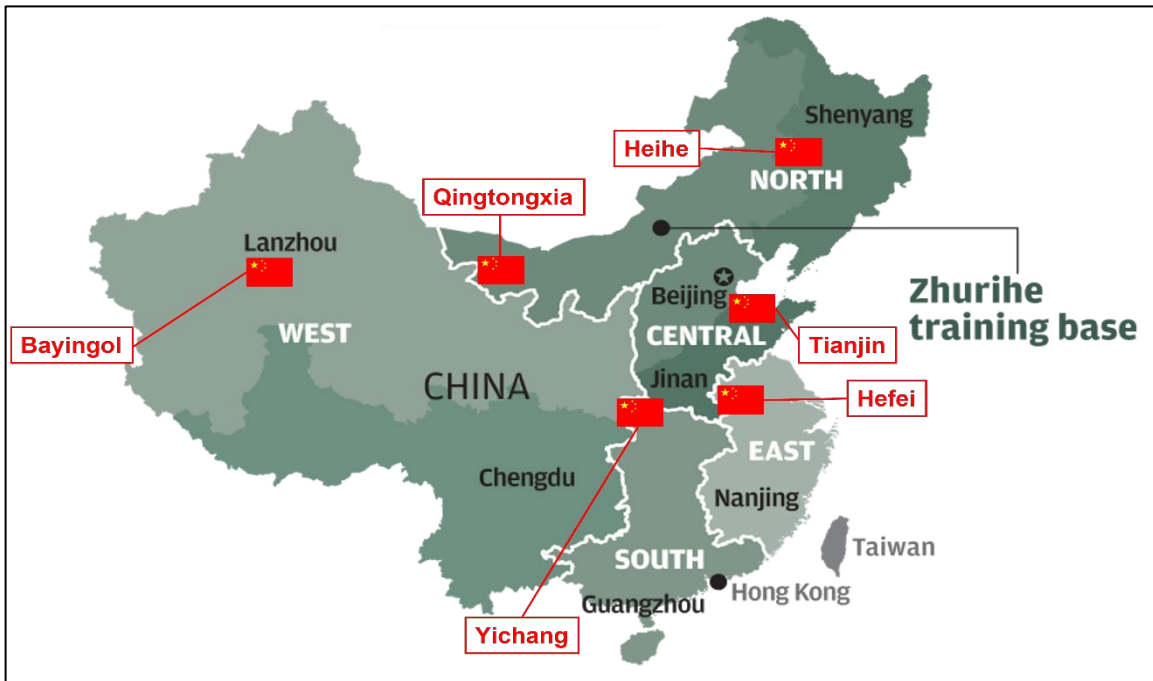 Shenyang
Heihe
NORTH
Qingtongxia
Lanzhou
Beijing
Zhurihe
training base
Bayingol
WEST
CENTRAL
Tianjin
CHINA
Jinan
Hefei
EAST
Chengdu
Nanjing
Taiwan
SOUTH
Hong Kong
Guangzhou
Yichang